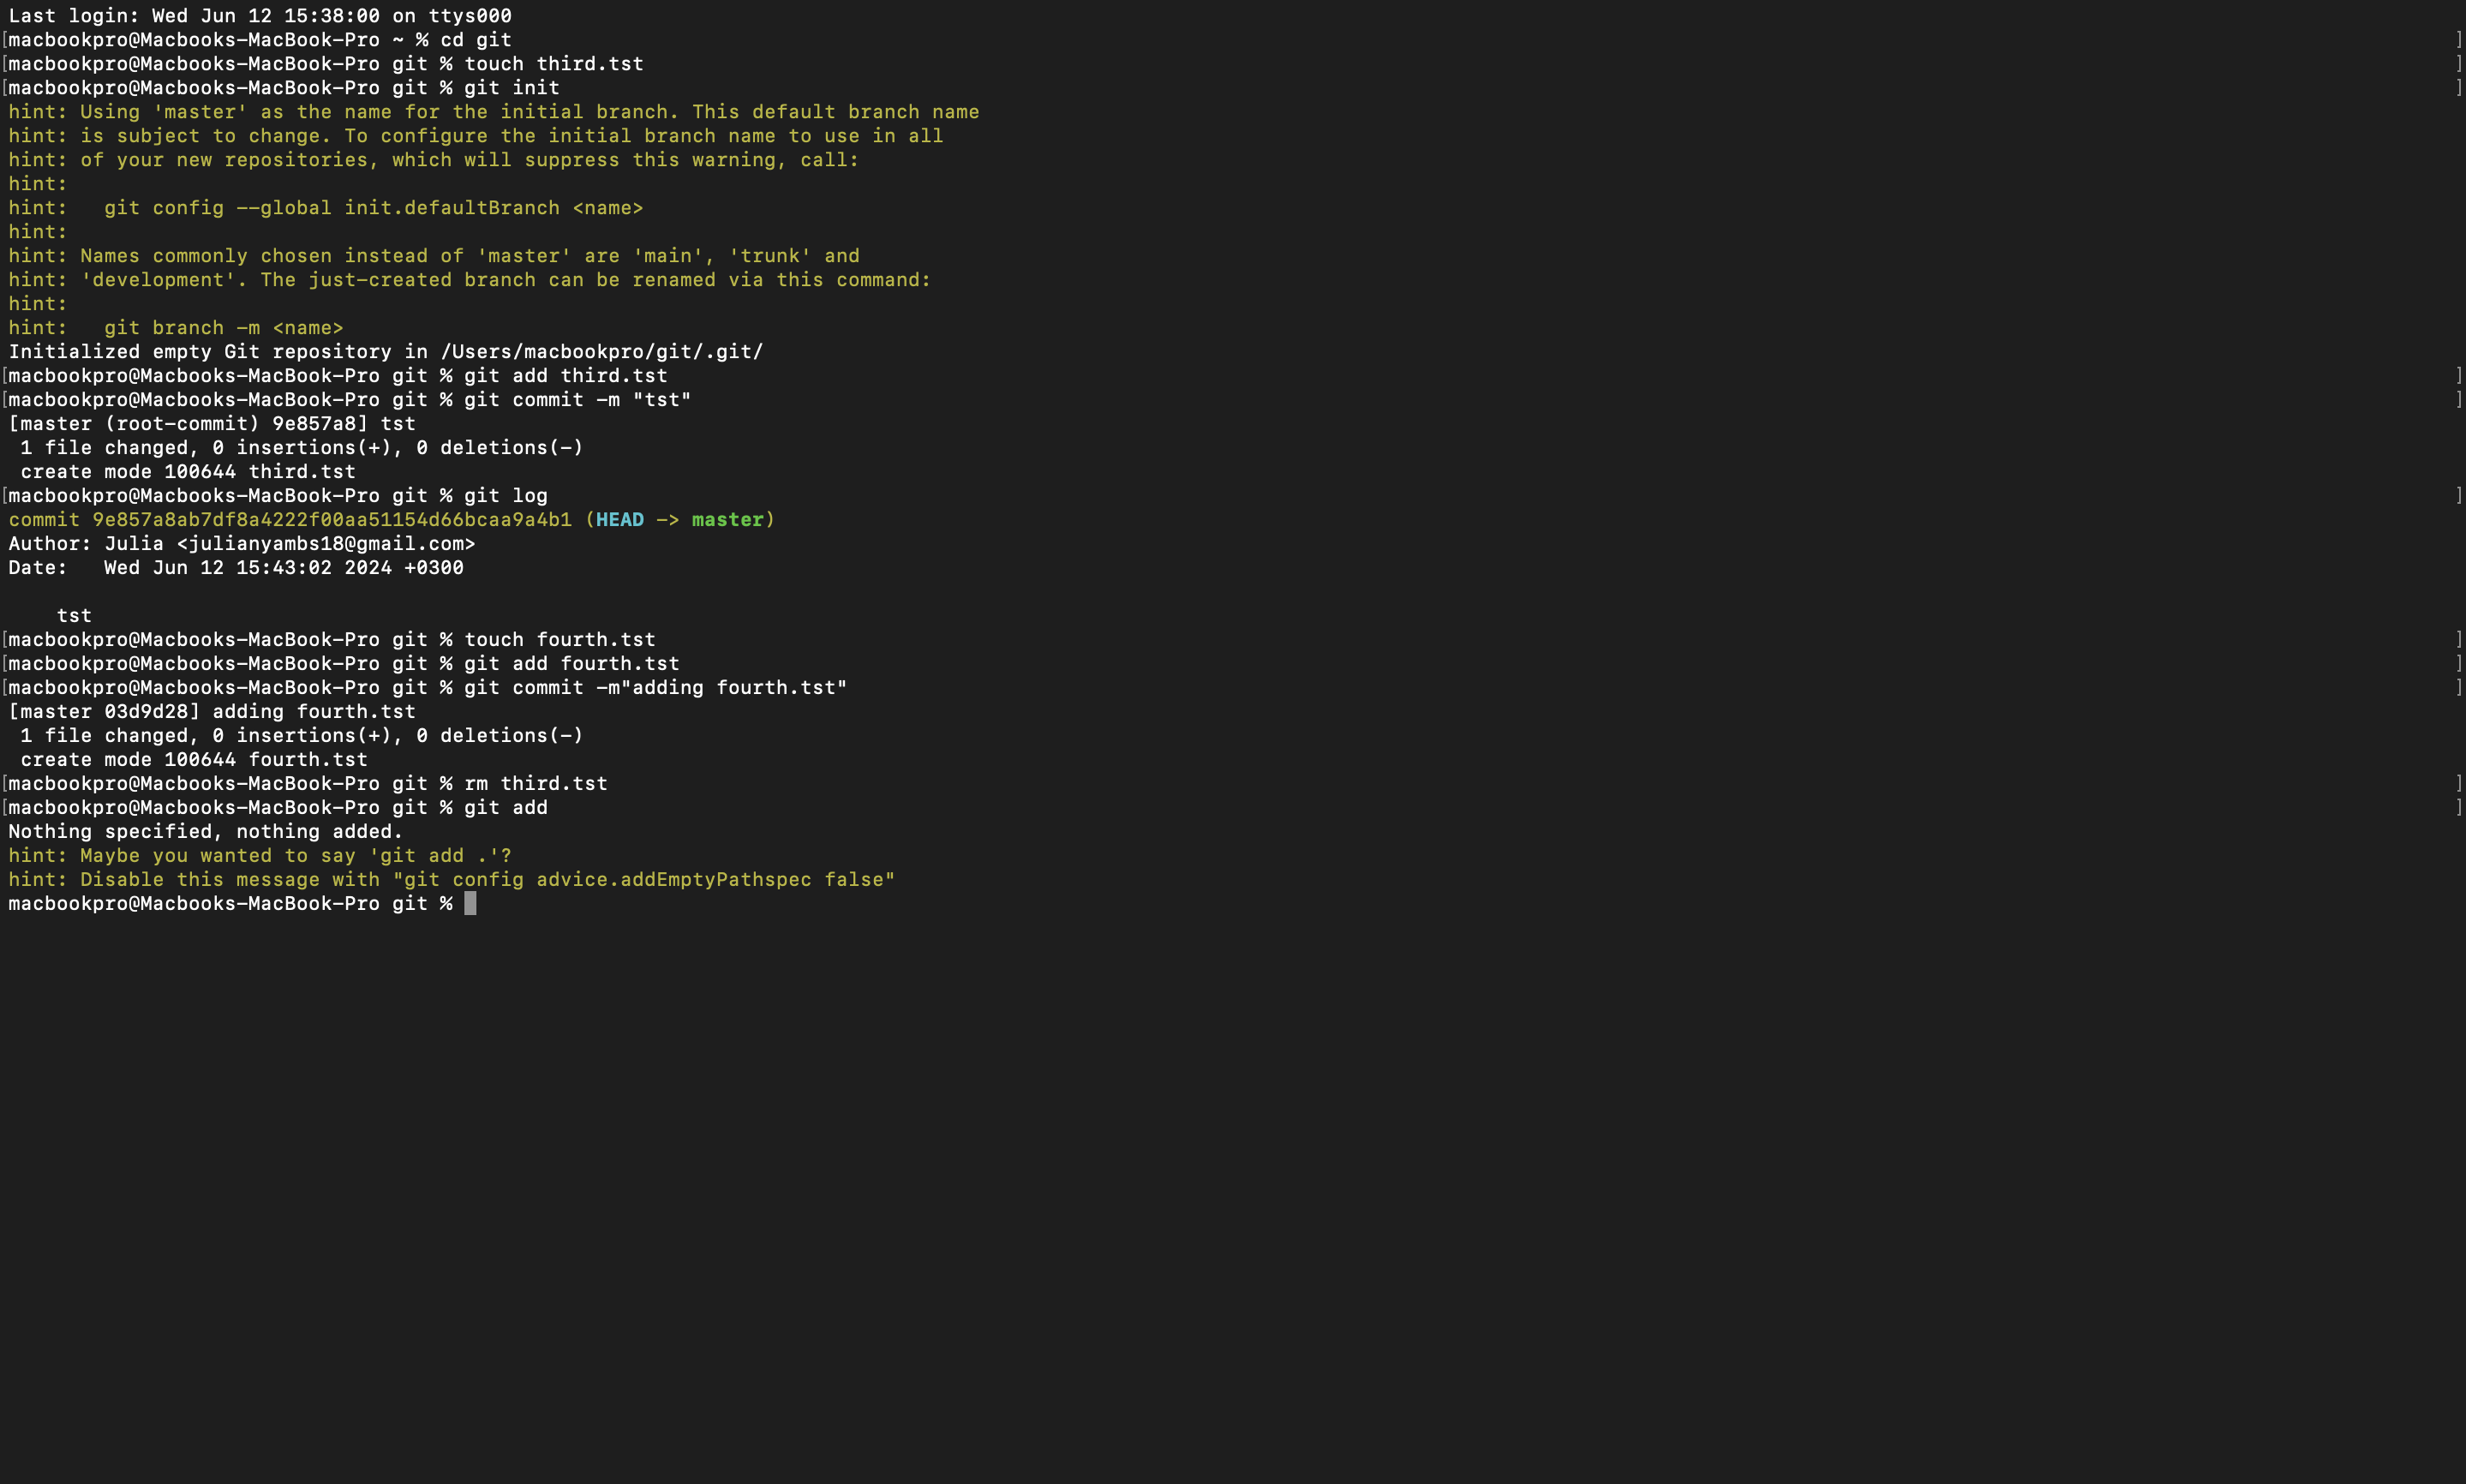 Last login: Wed Jun 12 15:38:00 on ttys000
[macbookpro@Macbooks-MacBook-Pro ~ % cd git ]
[macbookpro@Macbooks-MacBook-Pro git % touch third.tst ]
[macbookpro@Macbooks-MacBook-Pro git % git init ]
hint: Using 'master' as the name for the initial branch. This default branch name
hint: is subject to change. To configure the initial branch name to use in all
hint: of your new repositories, which will suppress this warning, call:
hint:
hint:   git config --global init.defaultBranch <name>
hint:
hint: Names commonly chosen instead of 'master' are 'main', 'trunk' and
hint: 'development'. The just-created branch can be renamed via this command:
hint:
hint:   git branch -m <name>
Initialized empty Git repository in /Users/macbookpro/git/.git/
[macbookpro@Macbooks-MacBook-Pro git % git add third.tst ]
[macbookpro@Macbooks-MacBook-Pro git % git commit -m "tst" ]
[master (root-commit) 9e857a8] tst
 1 file changed, 0 insertions(+), 0 deletions(-)
 create mode 100644 third.tst
[macbookpro@Macbooks-MacBook-Pro git % git log ]
commit 9e857a8ab7df8a4222f00aa51154d66bcaa9a4b1 (HEAD -> master)
Author: Julia <julianyambs18@gmail.com>
Date:   Wed Jun 12 15:43:02 2024 +0300

    tst
[macbookpro@Macbooks-MacBook-Pro git % touch fourth.tst ]
[macbookpro@Macbooks-MacBook-Pro git % git add fourth.tst ]
[macbookpro@Macbooks-MacBook-Pro git % git commit -m"adding fourth.tst" ]
[master 03d9d28] adding fourth.tst
 1 file changed, 0 insertions(+), 0 deletions(-)
 create mode 100644 fourth.tst
[macbookpro@Macbooks-MacBook-Pro git % rm third.tst ]
[macbookpro@Macbooks-MacBook-Pro git % git add ]
Nothing specified, nothing added.
hint: Maybe you wanted to say 'git add .'?
hint: Disable this message with "git config advice.addEmptyPathspec false"
macbookpro@Macbooks-MacBook-Pro git %